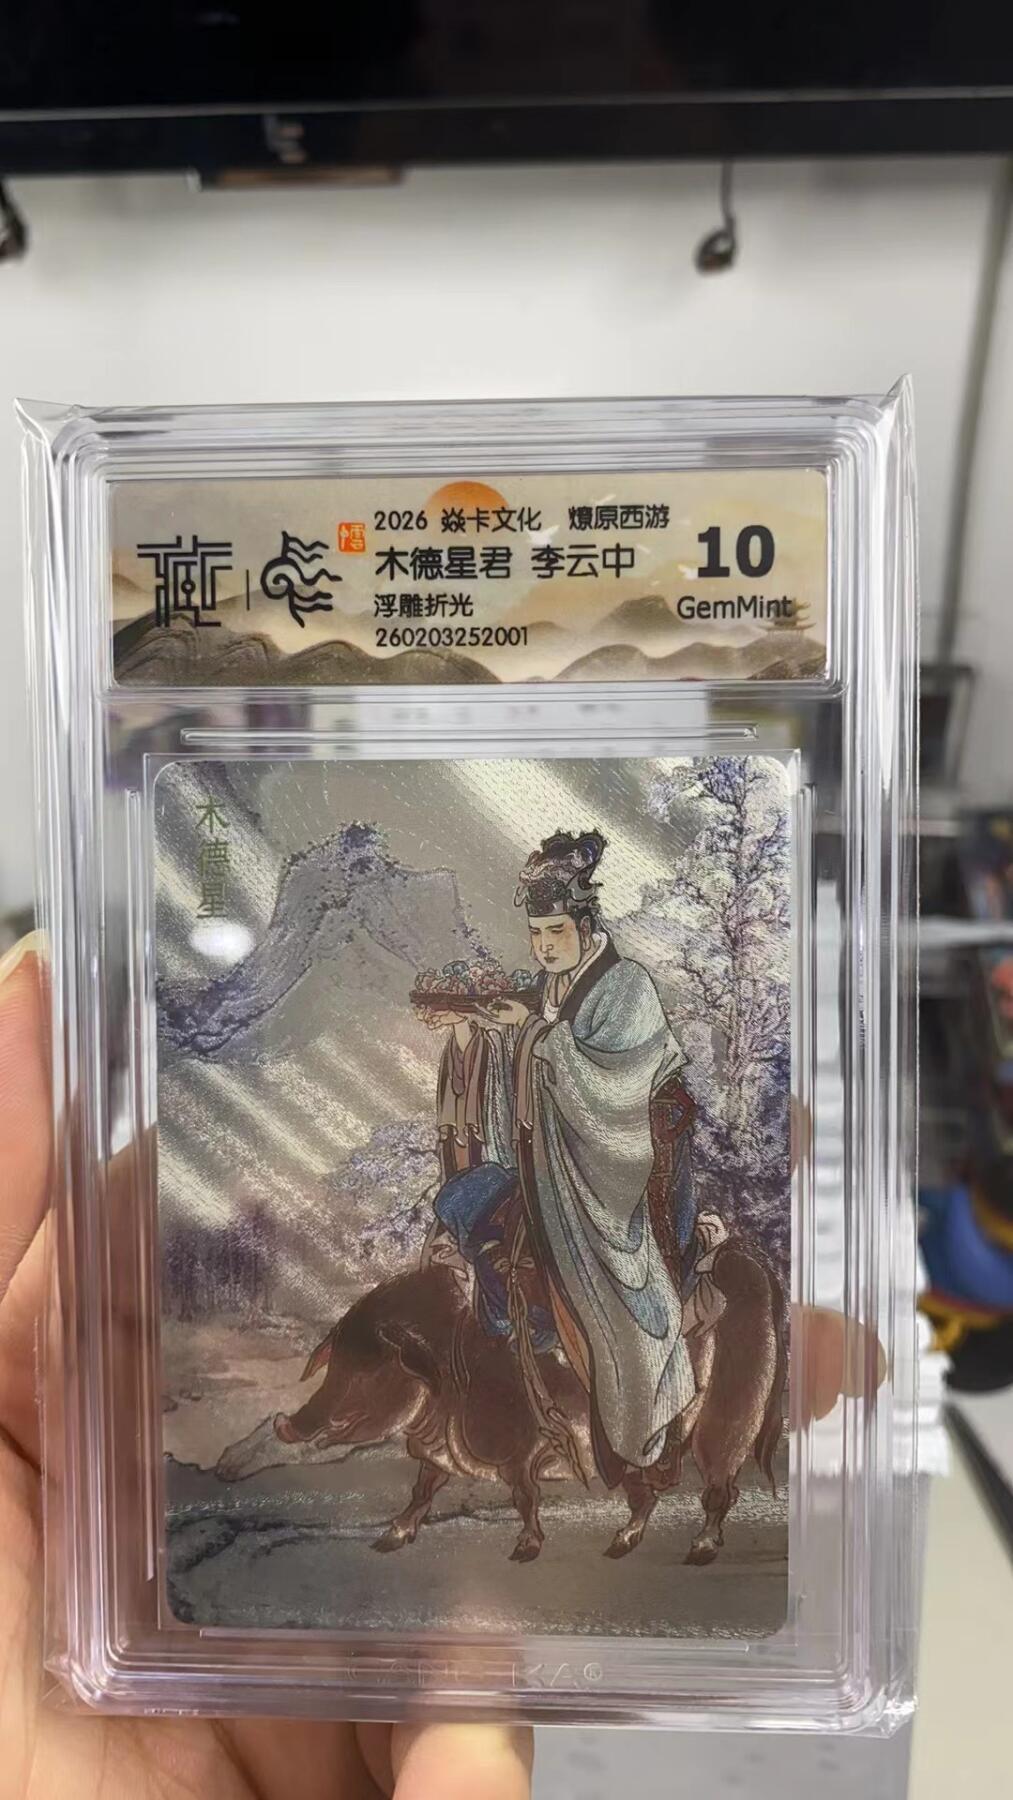 2026 焱卡文化 燎原西游
木德星君 李云中
浮雕折光
260203252001
10
GemMint
木德星